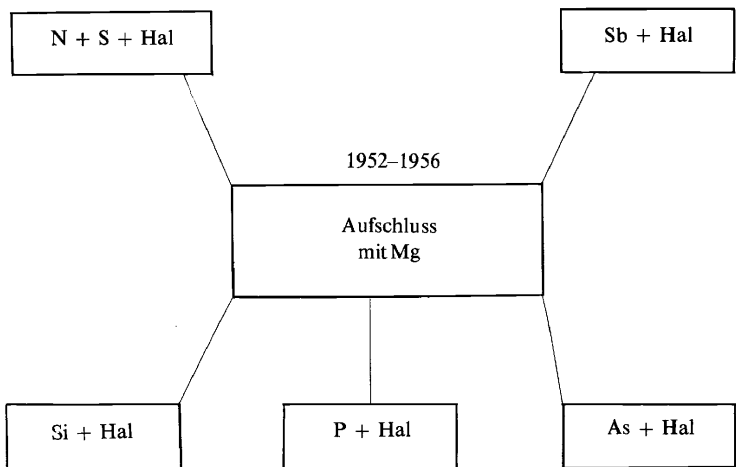 N + S + Hal
Sb + Hal
1952–1956
Aufschluss
mit Mg
Si + Hal
P + Hal
As + Hal